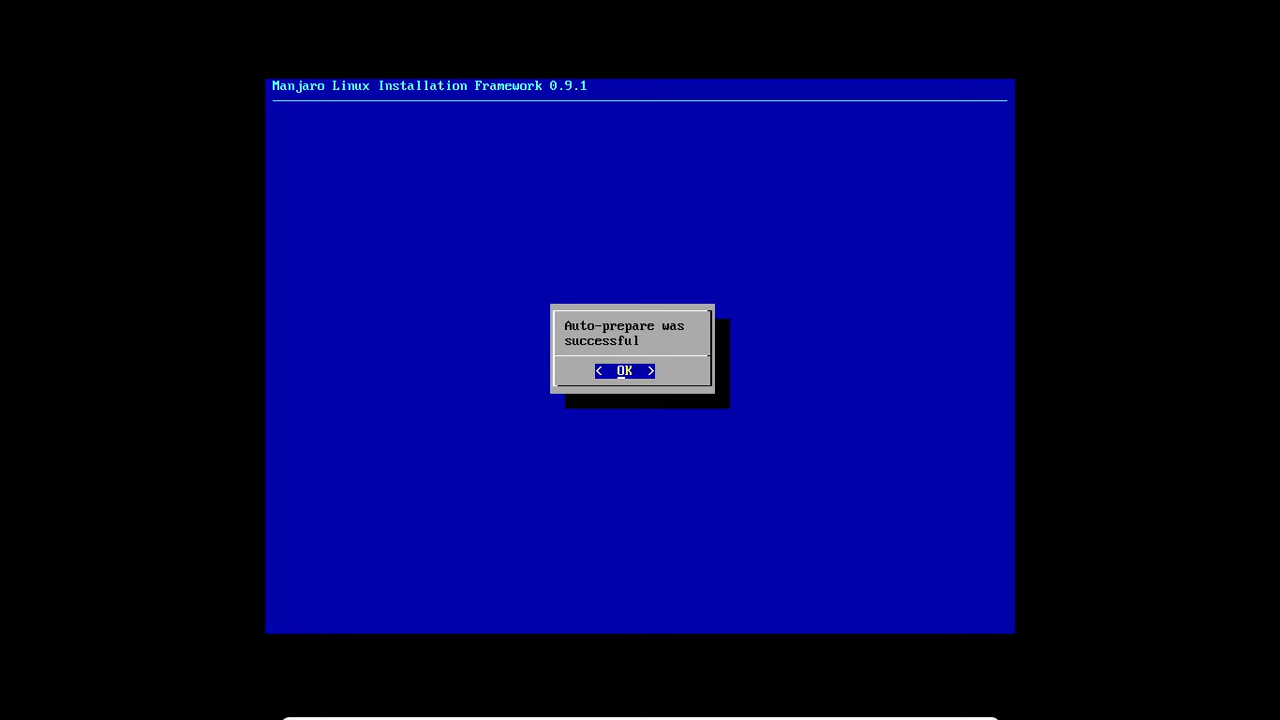 Manjaro Linux Installation Framework 0.9.1
Auto-prepare was
successful
< OK >